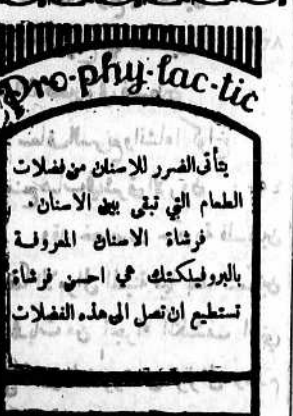 Pro-phy-lac-tic
يتأتى الضرر للاسنان من فضلات
الطعام التي تبقى بين الاسنان.
فرشاة الاسنان المعروفة
بالبروفيلكتك هي احسن فرشاة
تستطيع ان تصل الى هذه الفضلات